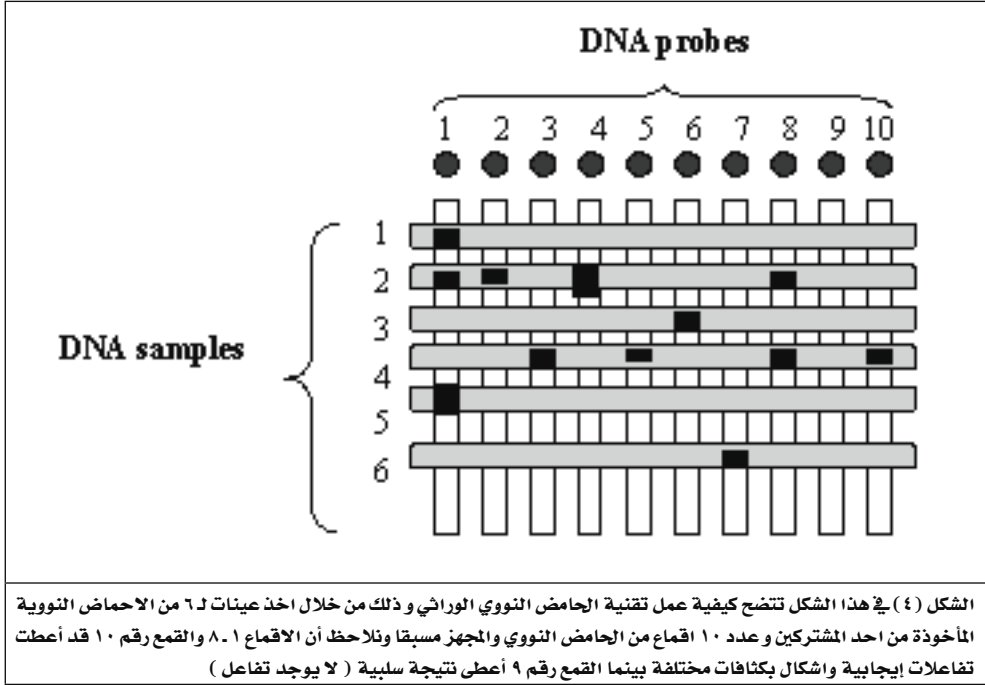 DNA probes
1 2 3 4 5 6 7 8 9 10
DNA samples
1
2
3
4
5
6
الشكل (٤) في هذا الشكل تتضح كيفية عمل تقنية الحامض النووي الوراثي و ذلك من خلال اخذ عينات لـ ٦ من الاحماض النووية
المأخوذة من احد المشتركين و عدد ١٠ اقماع من الحامض النووي والمجهز مسبقا ونلاحظ أن الاقماع ١ـ٨ والقمع رقم ١٠ قد أعطت
تفاعلات إيجابية واشكال بكثافات مختلفة بينما القمع رقم ٩ أعطى نتيجة سلبية ( لا يوجد تفاعل )